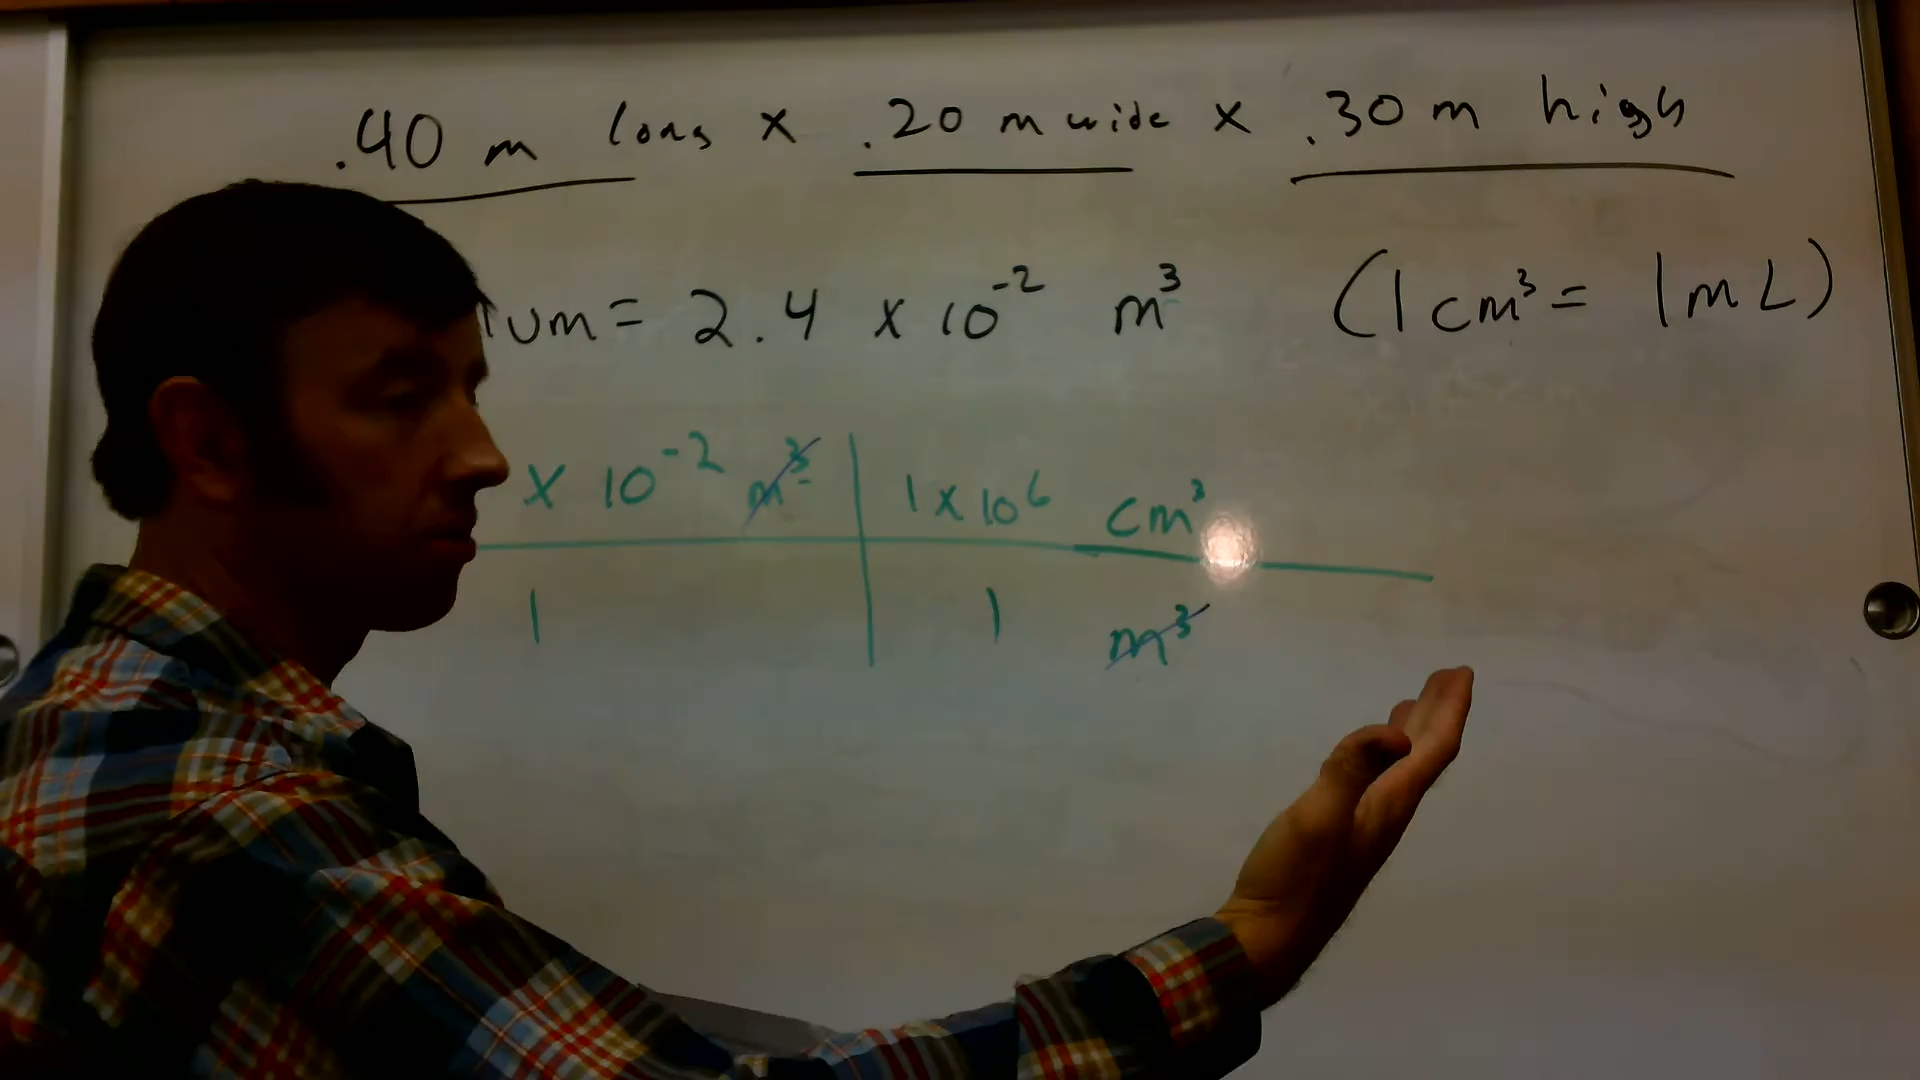 .40 m long x .20 m wide x .30 m high
= 2.4 x 10⁻² m³ (1 cm³ = 1 mL)
x 10⁻² m³ | 1 x 10⁶ cm³
1 | 1 m³